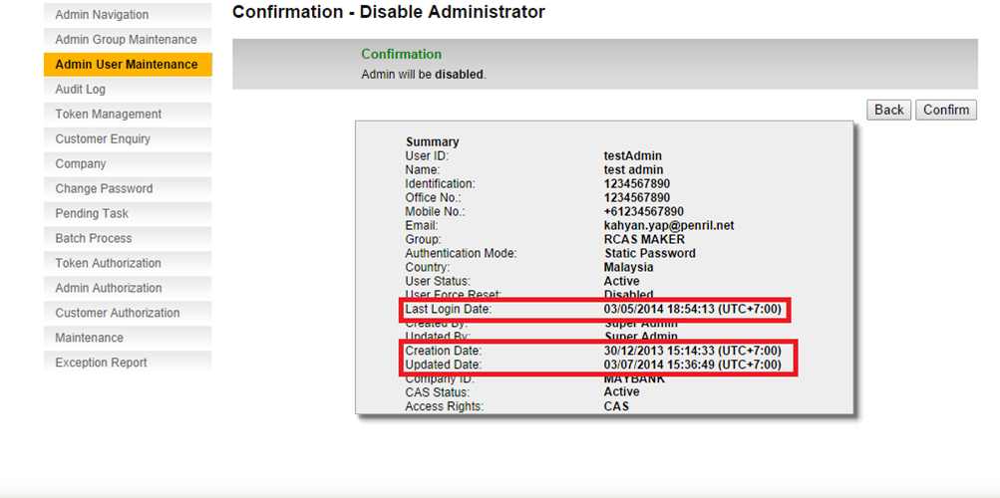 Admin Navigation
Admin Group Maintenance
Admin User Maintenance
Audit Log
Token Management
Customer Enquiry
Company
Change Password
Pending Task
Batch Process
Token Authorization
Admin Authorization
Customer Authorization
Maintenance
Exception Report
Confirmation - Disable Administrator
Confirmation
Admin will be disabled.
Back Confirm
Summary
User ID: testAdmin
Name: test admin
Identification: 1234567890
Office No.: 1234567890
Mobile No.: +61234567890
Email: kahyan.yap@penril.net
Group: RCAS MAKER
Authentication Mode: Static Password
Country: Malaysia
User Status: Active
User Force Reset: Disabled
Last Login Date: 03/05/2014 18:54:13 (UTC+7:00)
Created By: Super Admin
Updated By: Super Admin
Creation Date: 30/12/2013 15:14:33 (UTC+7:00)
Updated Date: 03/07/2014 15:36:49 (UTC+7:00)
Company ID: MAYBANK
CAS Status: Active
Access Rights: CAS